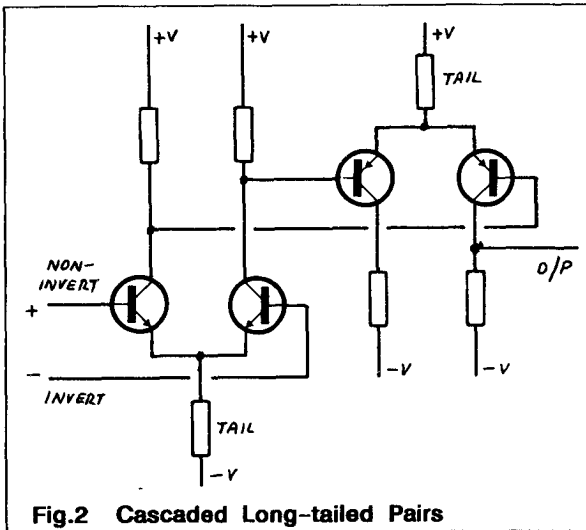 +V
+V
+V
TAIL
NON-
INVERT
+
-
INVERT
O/P
-V
-V
TAIL
-V
Fig.2 Cascaded Long-tailed Pairs